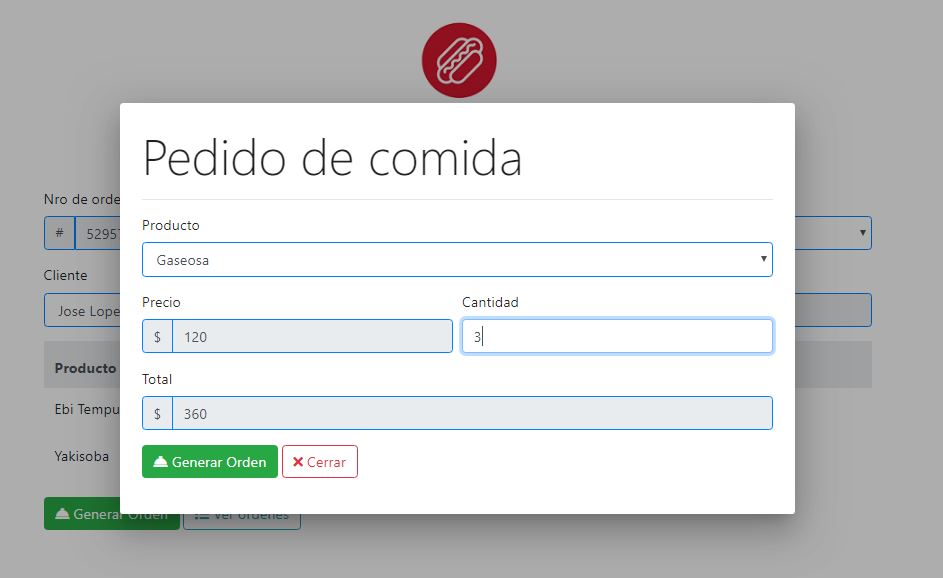 Pedido de comida
Nro de orde
# 5295
Producto
Gaseosa
Cliente
Jose Lope
Precio
Cantidad
$ 120
3
Total
$ 360
Producto
Ebi Tempu
Yakisoba
Generar Orden
Cerrar
Generar Orden
Ver ordenes